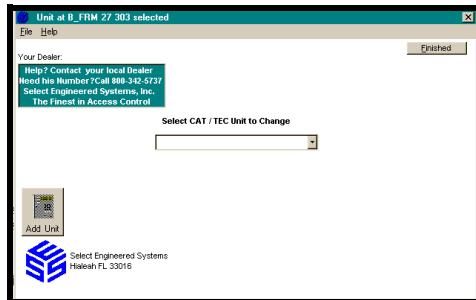 Unit at B_FRM 27 303 selected
File Help
Finished
Your Dealer:
Help? Contact your local Dealer
Need his Number?Call 800-342-5737
Select Engineered Systems, Inc.
The Finest in Access Control
Select CAT / TEC Unit to Change
Add Unit
Select Engineered Systems
Hialeah FL 33016